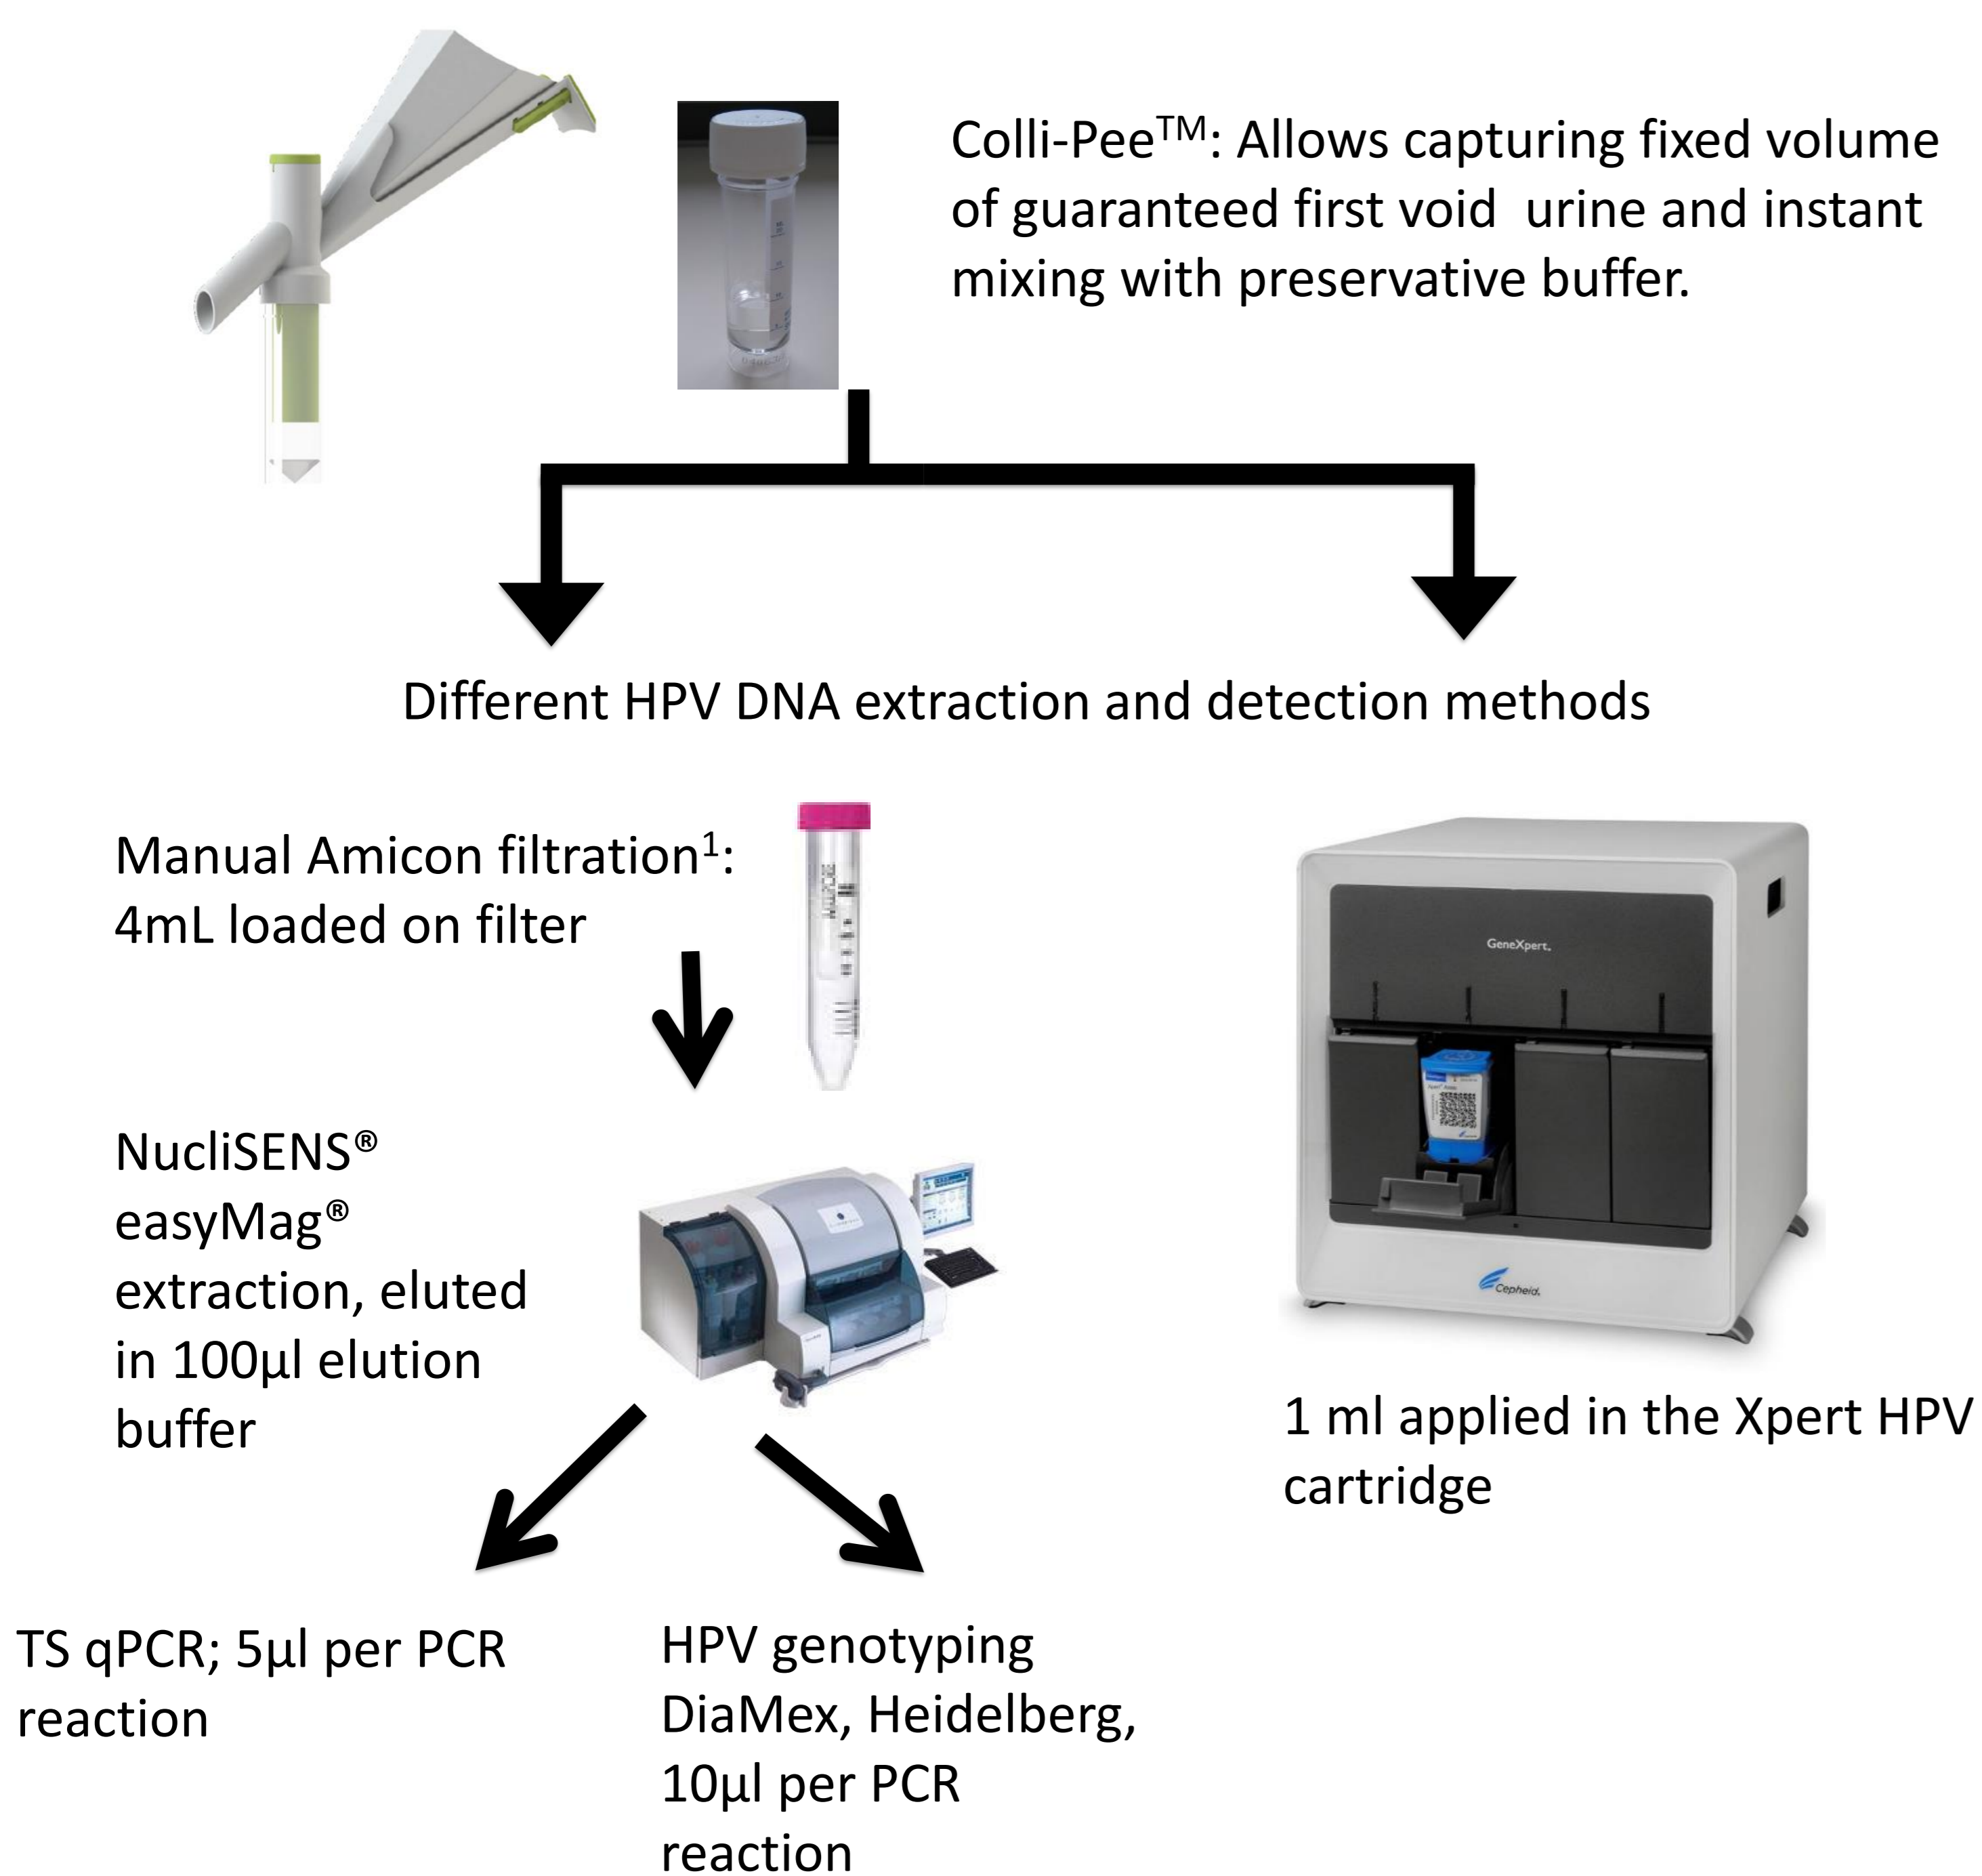 Colli-Pee™: Allows capturing fixed volume
of guaranteed first void urine and instant
mixing with preservative buffer.
Different HPV DNA extraction and detection methods
Manual Amicon filtration¹:
4mL loaded on filter
GeneXpert.
NucliSENS®
easyMag®
extraction, eluted
in 100µl elution
buffer
Cepheid.
1 ml applied in the Xpert HPV
cartridge
TS qPCR; 5µl per PCR
reaction
HPV genotyping
DiaMex, Heidelberg,
10µl per PCR
reaction